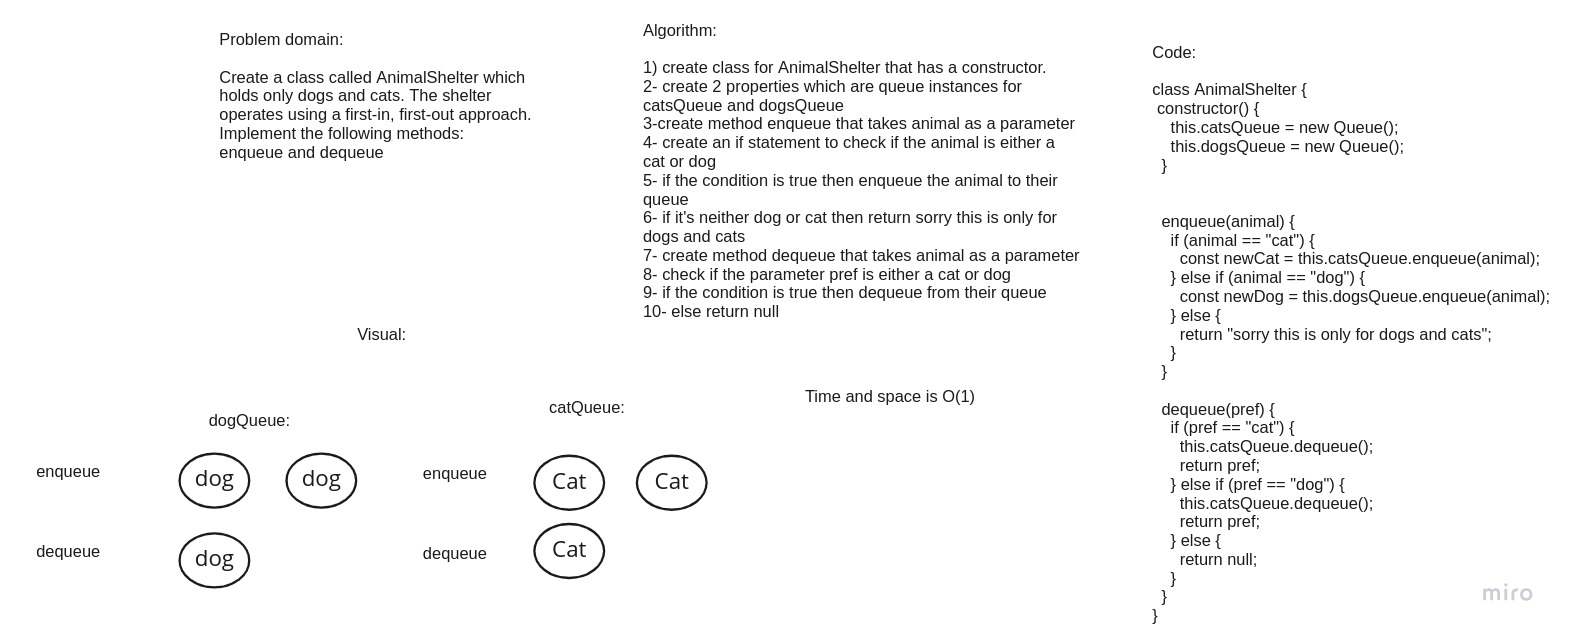 Problem domain:
Create a class called AnimalShelter which
holds only dogs and cats. The shelter
operates using a first-in, first-out approach.
Implement the following methods:
enqueue and dequeue
Algorithm:
1) create class for AnimalShelter that has a constructor.
2- create 2 properties which are queue instances for
catsQueue and dogsQueue
3-create method enqueue that takes animal as a parameter
4- create an if statement to check if the animal is either a
cat or dog
5- if the condition is true then enqueue the animal to their
queue
6- if it's neither dog or cat then return sorry this is only for
dogs and cats
7- create method dequeue that takes animal as a parameter
8- check if the parameter pref is either a cat or dog
9- if the condition is true then dequeue from their queue
10- else return null
Code:
class AnimalShelter {
constructor() {
this.catsQueue = new Queue();
this.dogsQueue = new Queue();
}
enqueue(animal) {
if (animal == "cat") {
const newCat = this.catsQueue.enqueue(animal);
} else if (animal == "dog") {
const newDog = this.dogsQueue.enqueue(animal);
} else {
return "sorry this is only for dogs and cats";
}
}
dequeue(pref) {
if (pref == "cat") {
this.catsQueue.dequeue();
return pref;
} else if (pref == "dog") {
this.catsQueue.dequeue();
return pref;
} else {
return null;
}
}
}
Visual:
Time and space is O(1)
dogQueue:
enqueue
dog dog
dequeue
dog
catQueue:
enqueue
Cat Cat
dequeue
Cat
miro